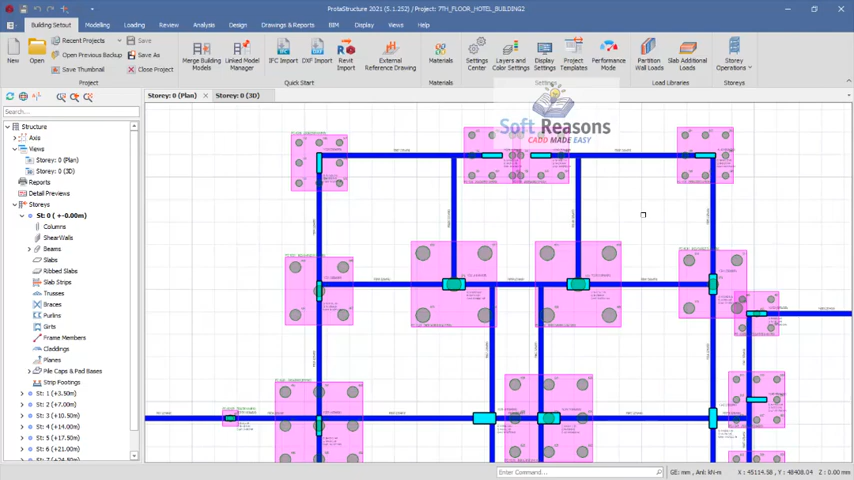 ProtaStructure 2021 (5.1.252) / Project: 7TH_FLOOR_HOTEL_BUILDING2
Building Setout Modelling Loading Review Analysis Design Drawings & Reports BIM Display Views Help
New
Open
Recent Projects
Open Previous Backup
Save Thumbnail
Save
Save As
Close Project
Merge Building Models
Linked Model Manager
IFC Import
DXF Import
Revit Import
External Reference Drawing
Materials
Settings Center
Layers and Color Settings
Display Settings
Project Templates
Performance Mode
Partition Wall Loads
Slab Additional Loads
Storey Operations
Project
Quick Start
Materials
Settings
Load Libraries
Storeys
Storey: 0 (Plan)
Storey: 0 (3D)
Search...
Structure
Axis
Views
Storey: 0 (Plan)
Storey: 0 (3D)
Reports
Detail Previews
Storeys
St: 0 ( +-0.00m)
Columns
ShearWalls
Beams
Slabs
Ribbed Slabs
Slab Strips
Trusses
Braces
Purlins
Girts
Frame Members
Claddings
Planes
Pile Caps & Pad Bases
Strip Footings
St: 1 (+3.50m)
St: 2 (+7.00m)
St: 3 (+10.50m)
St: 4 (+14.00m)
St: 5 (+17.50m)
St: 6 (+21.00m)
St: 7 (+24.50m)
Soft Reasons
CADD MADE EASY
Enter Command...
GE: mm, Anl: kN-m
X : 45114.58
Y : 48408.04
Z : 0.00 mm